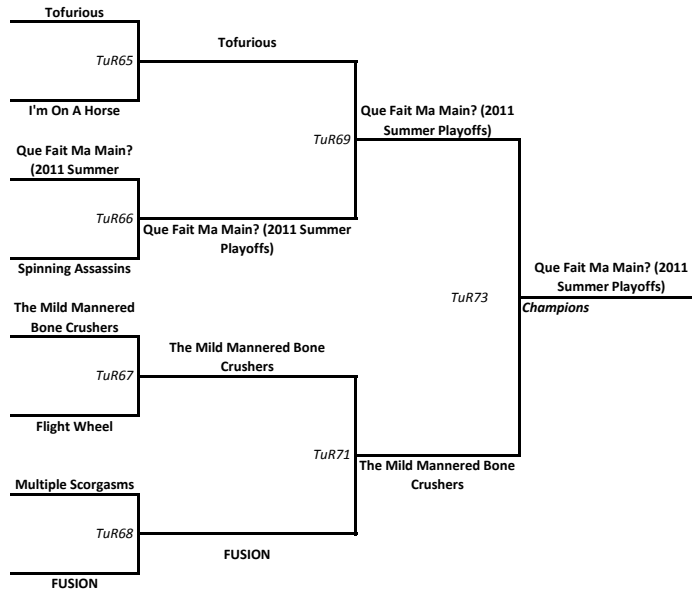 Tofurious
TuR65
Tofurious
I'm On A Horse
Que Fait Ma Main? (2011
Summer Playoffs)
TuR69
Que Fait Ma Main?
(2011 Summer
TuR66
Que Fait Ma Main? (2011 Summer
Playoffs)
Spinning Assassins
Que Fait Ma Main? (2011
Summer Playoffs)
TuR73
Champions
The Mild Mannered
Bone Crushers
The Mild Mannered Bone
Crushers
TuR67
Flight Wheel
TuR71
The Mild Mannered Bone
Crushers
Multiple Scorgasms
TuR68
FUSION
FUSION